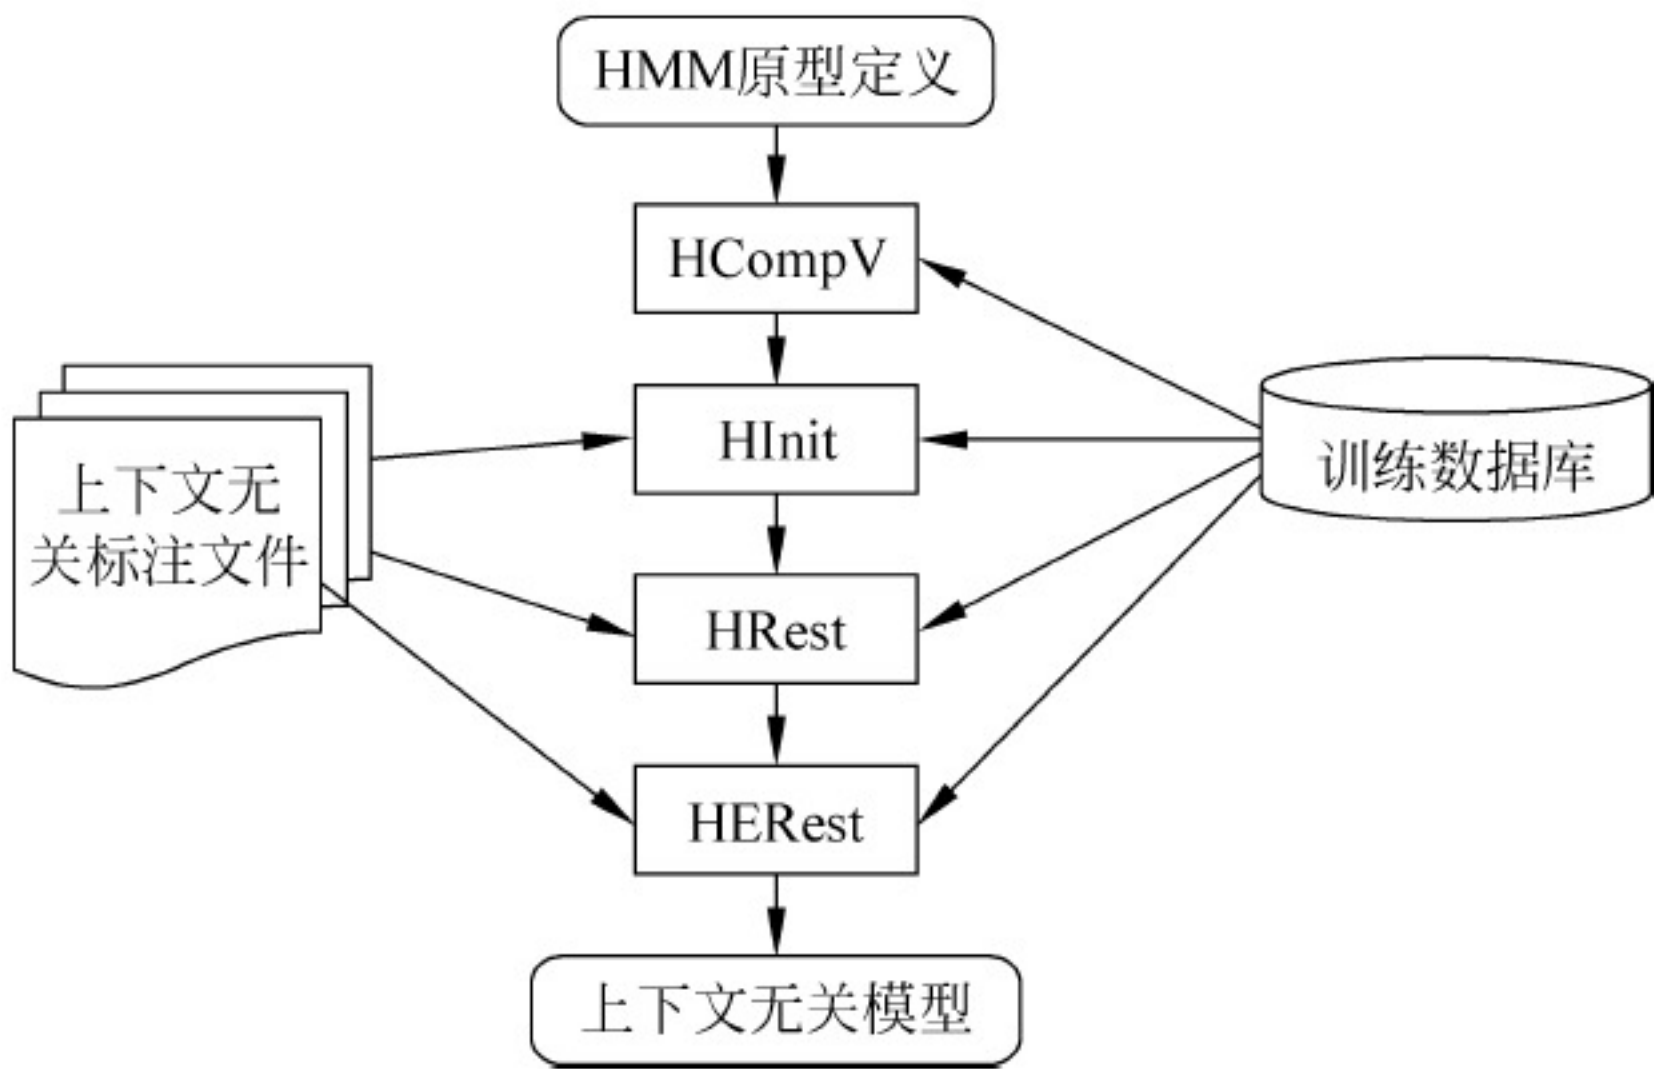 HMM原型定义
HCompV
HInit
上下文无
关标注文件
训练数据库
HRest
HERest
上下文无关模型